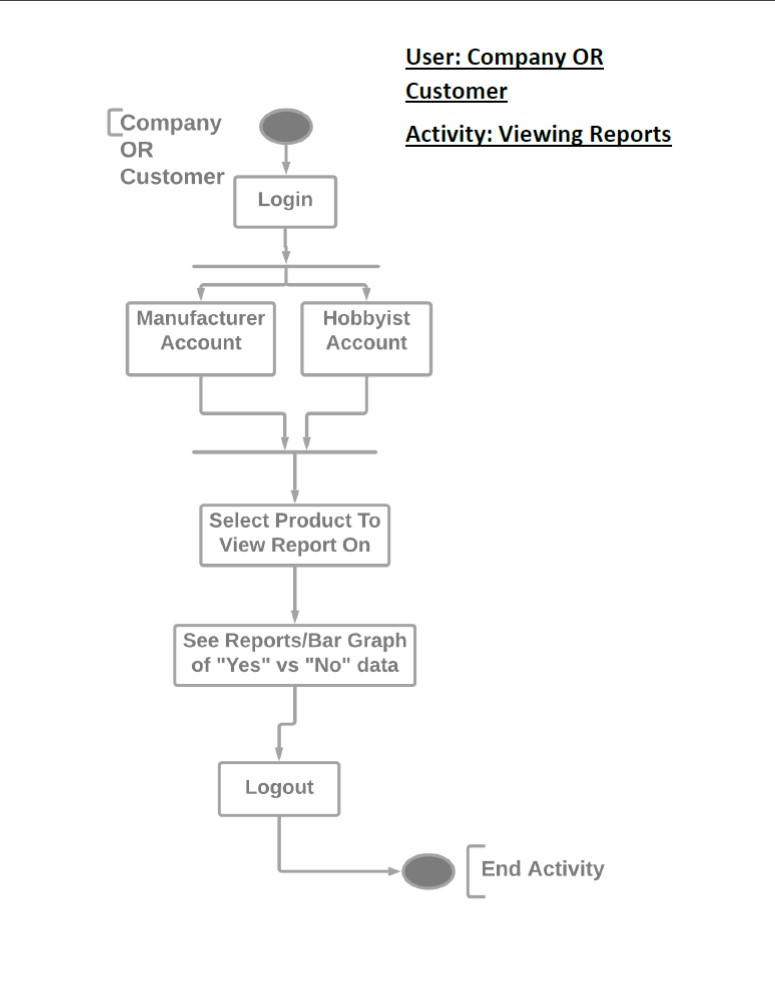 User: Company OR
Customer
Activity: Viewing Reports
Company
OR
Customer
Login
Manufacturer
Account
Hobbyist
Account
Select Product To
View Report On
See Reports/Bar Graph
of "Yes" vs "No" data
Logout
End Activity